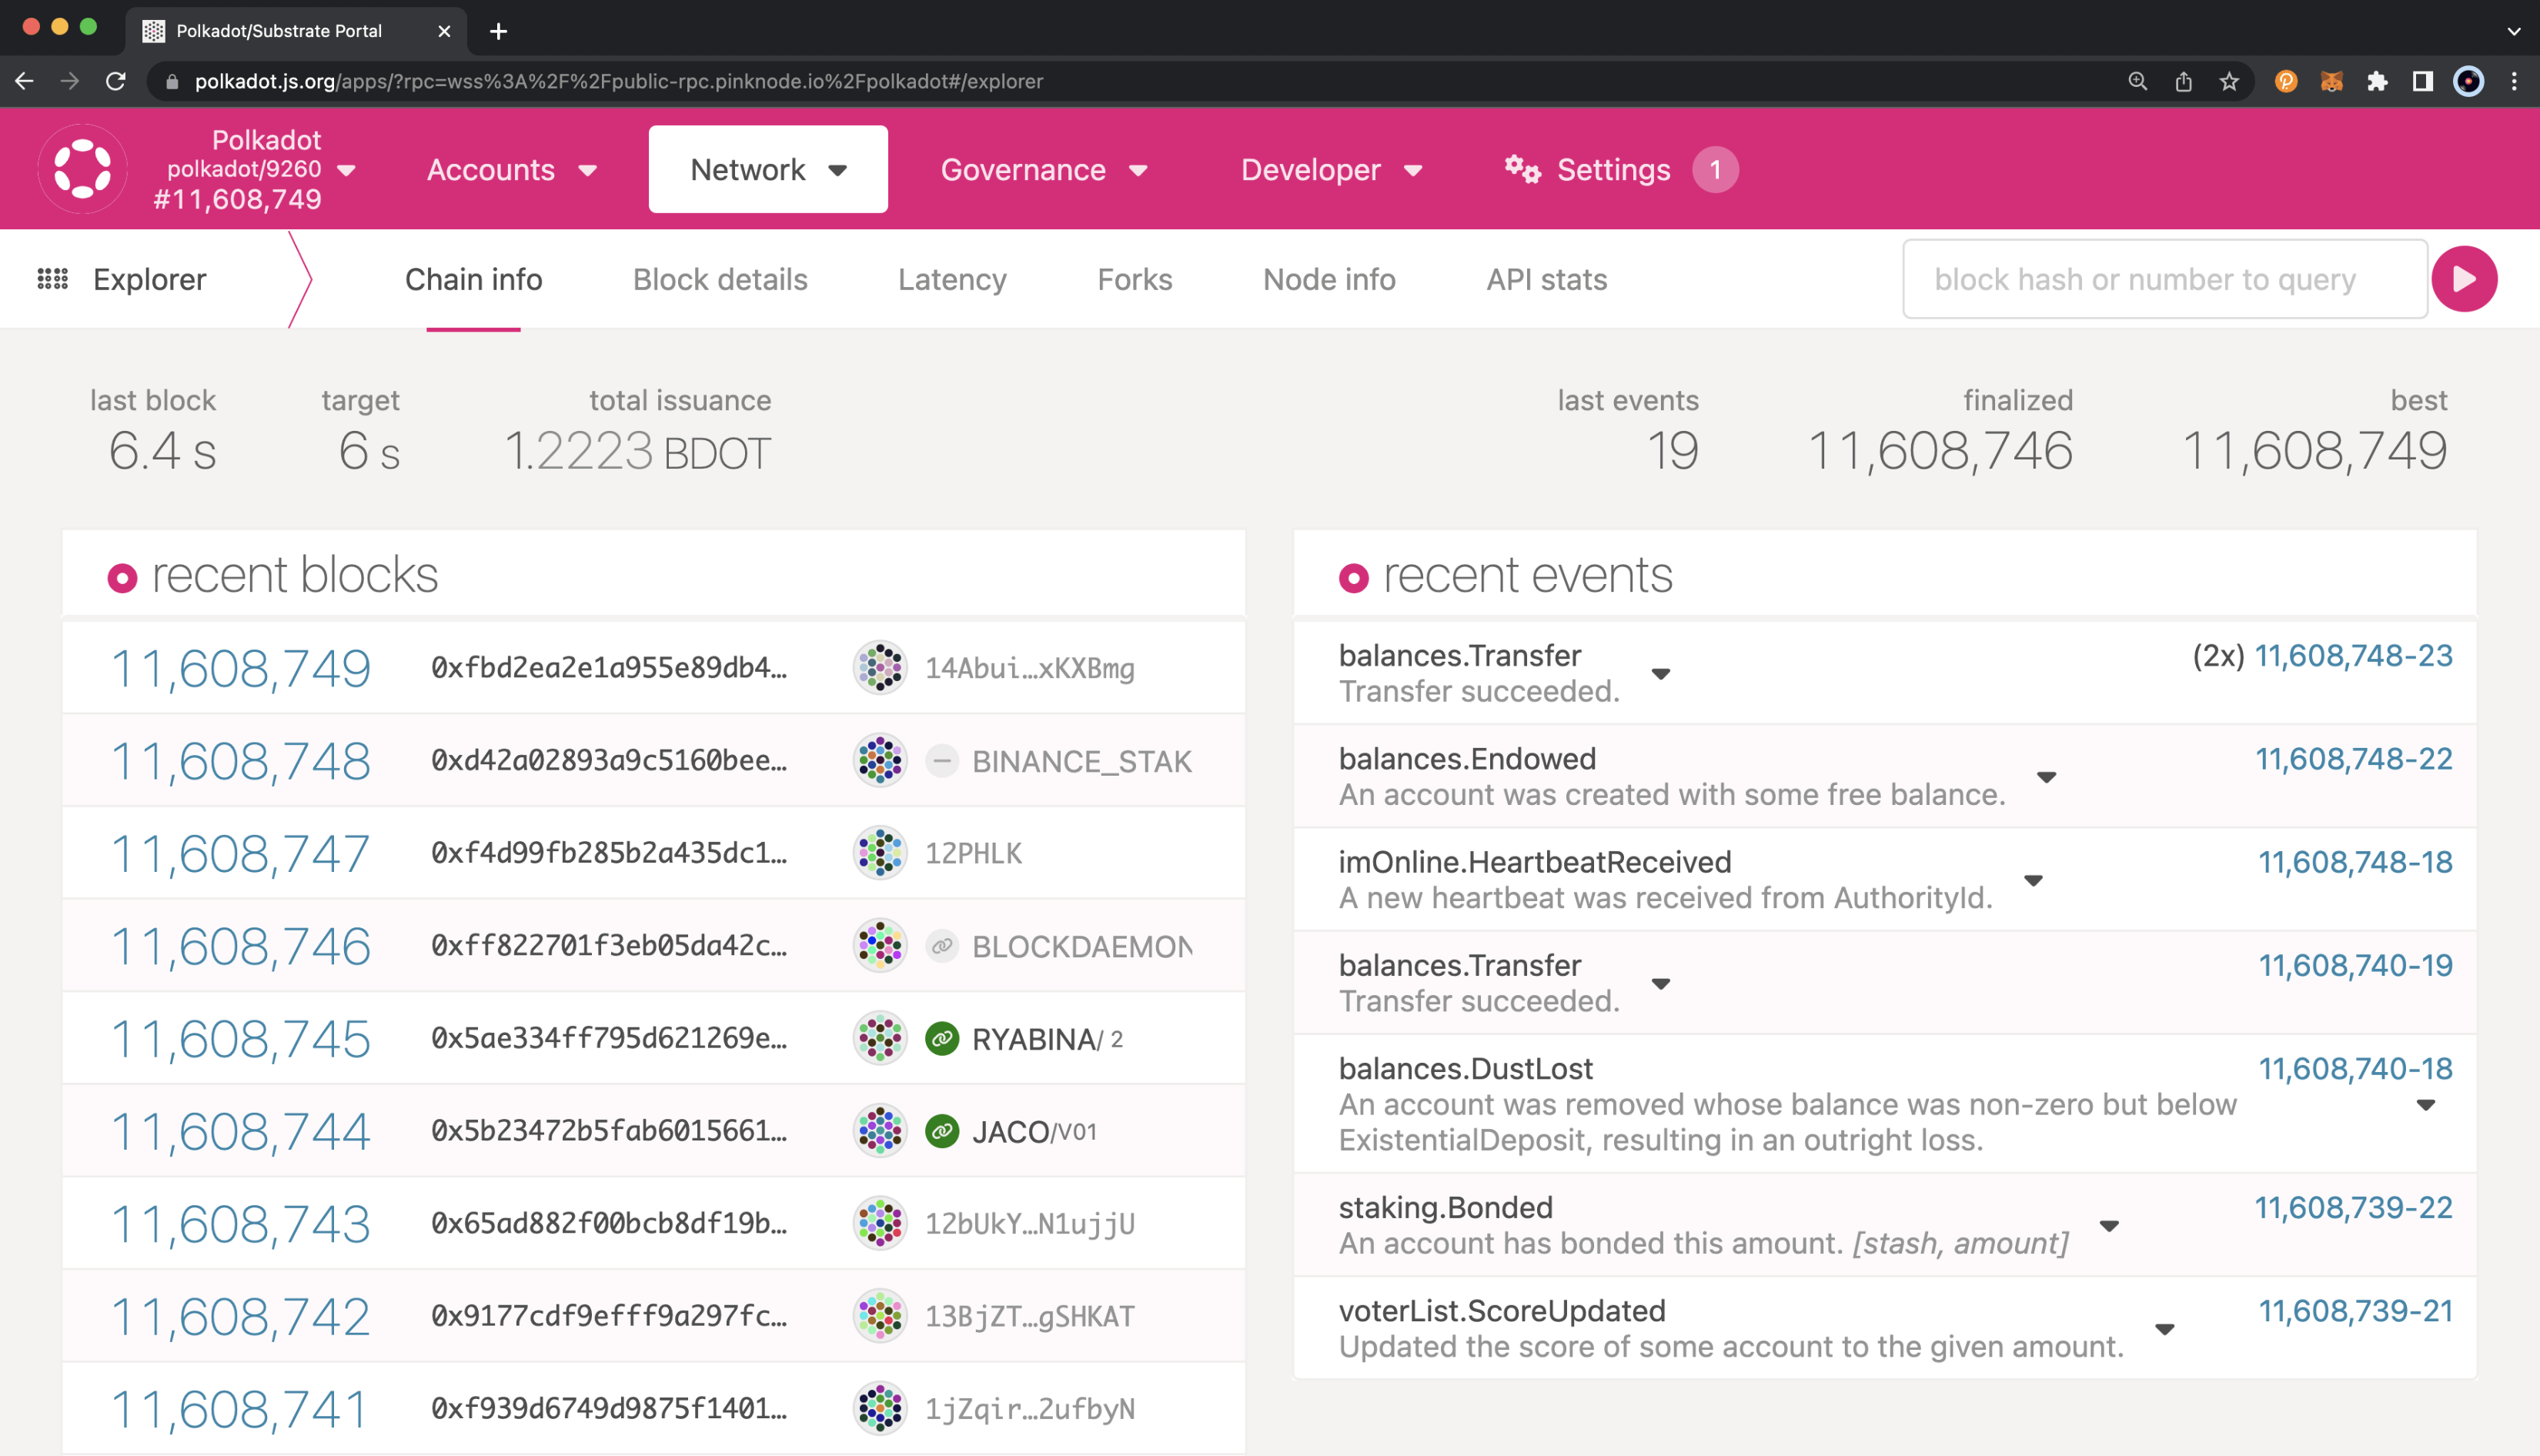 Polkadot/Substrate Portal
polkadot.js.org/apps/?rpc=wss%3A%2F%2Fpublic-rpc.pinknode.io%2Fpolkadot#/explorer
Polkadot
polkadot/9260
#11,608,749
Accounts
Network
Governance
Developer
Settings 1
Explorer
Chain info
Block details
Latency
Forks
Node info
API stats
block hash or number to query
last block
6.4 s
target
6 s
total issuance
1.2223 BDOT
last events
19
finalized
11,608,746
best
11,608,749
recent blocks
11,608,749 0xfbd2ea2e1a955e89db4… 14Abui…xKXBmg
11,608,748 0xd42a02893a9c5160bee… BINANCE_STAK
11,608,747 0xf4d99fb285b2a435dc1… 12PHLK
11,608,746 0xff822701f3eb05da42c… BLOCKDAEMON
11,608,745 0x5ae334ff795d621269e… RYABINA/ 2
11,608,744 0x5b23472b5fab6015661… JACO/V01
11,608,743 0x65ad882f00bcb8df19b… 12bUkY…N1ujjU
11,608,742 0x9177cdf9efff9a297fc… 13BjZT…gSHKAT
11,608,741 0xf939d6749d9875f1401… 1jZqir…2ufbyN
recent events
balances.Transfer (2x) 11,608,748-23
Transfer succeeded.
balances.Endowed 11,608,748-22
An account was created with some free balance.
imOnline.HeartbeatReceived 11,608,748-18
A new heartbeat was received from AuthorityId.
balances.Transfer 11,608,740-19
Transfer succeeded.
balances.DustLost 11,608,740-18
An account was removed whose balance was non-zero but below
ExistentialDeposit, resulting in an outright loss.
staking.Bonded 11,608,739-22
An account has bonded this amount. [stash, amount]
voterList.ScoreUpdated 11,608,739-21
Updated the score of some account to the given amount.